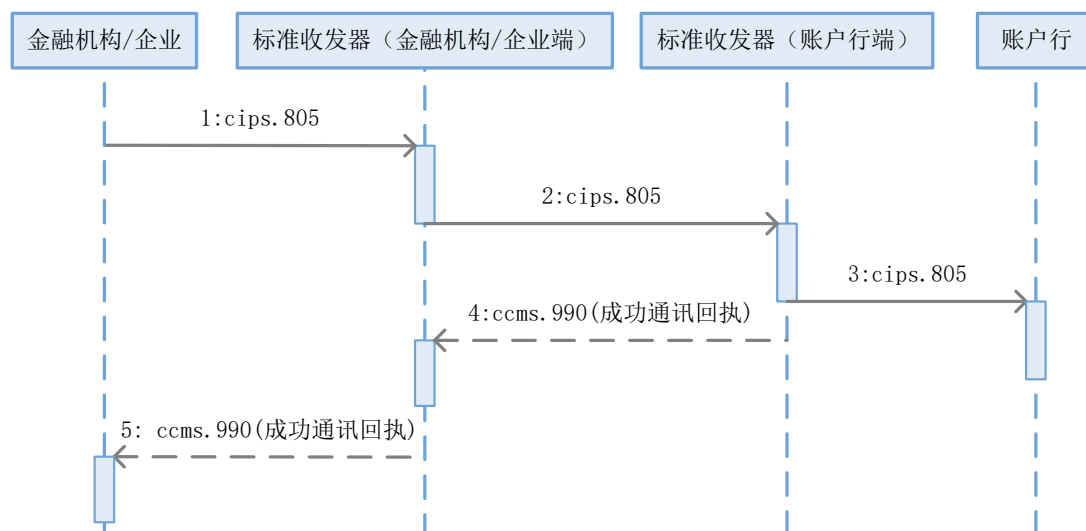 金融机构/企业
标准收发器（金融机构/企业端）
标准收发器（账户行端）
账户行
1:cips.805
2:cips.805
3:cips.805
4:ccms.990(成功通讯回执)
5: ccms.990(成功通讯回执)